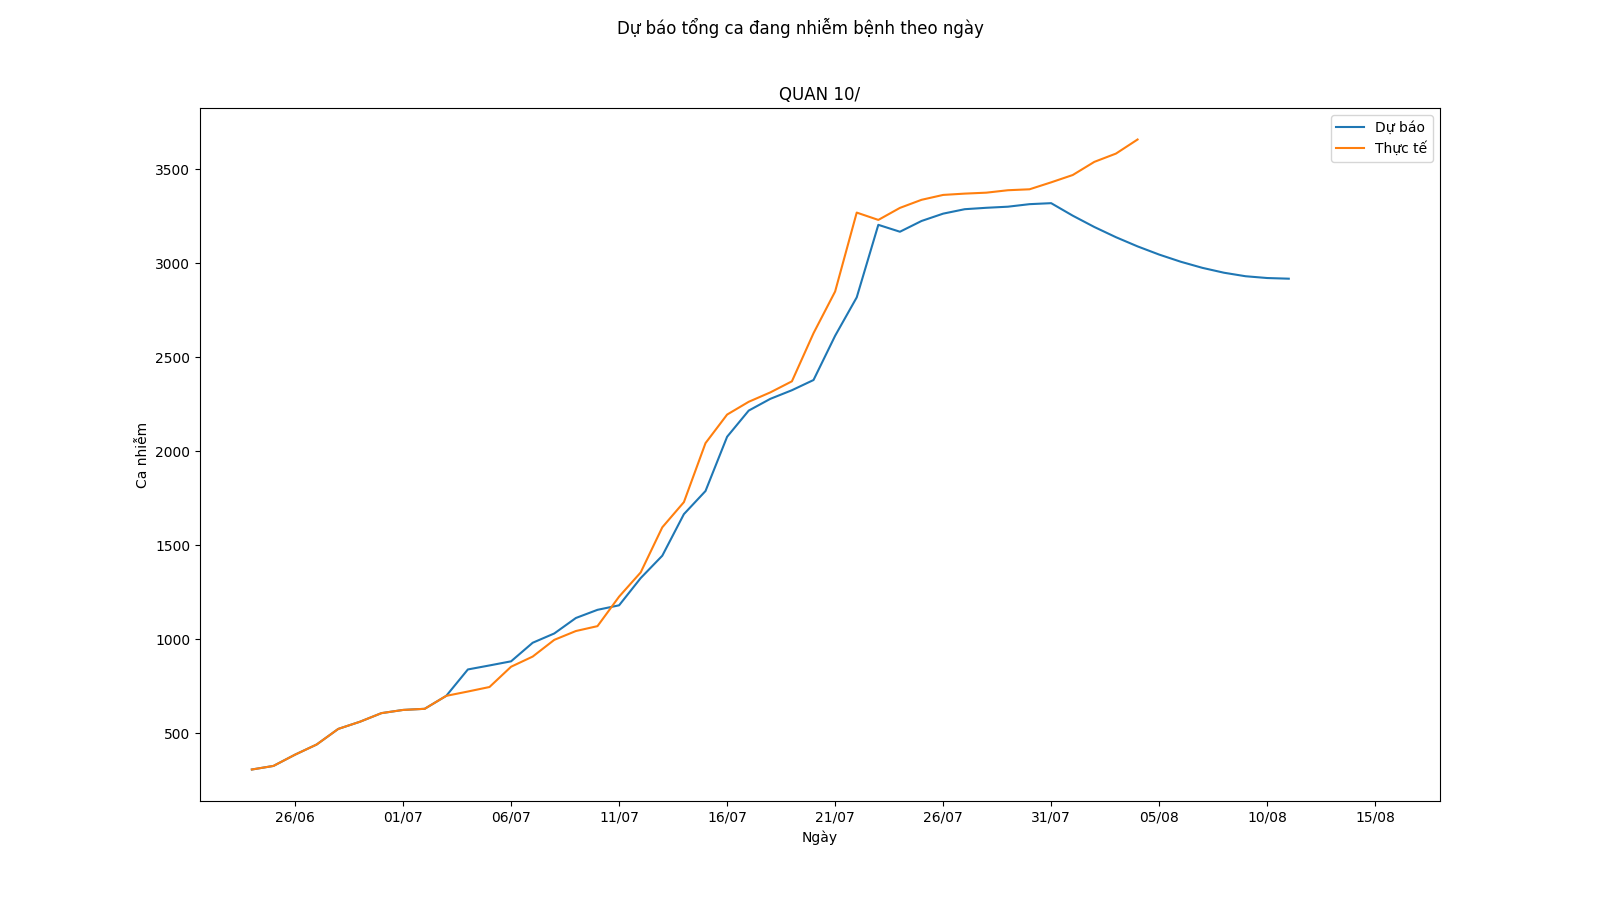 Dự báo tổng ca đang nhiễm bệnh theo ngày
QUAN 10/
Dự báo
Thực tế
3500
3000
2500
2000
1500
1000
500
Ca nhiễm
26/06 01/07 06/07 11/07 16/07 21/07 26/07 31/07 05/08 10/08 15/08
Ngày